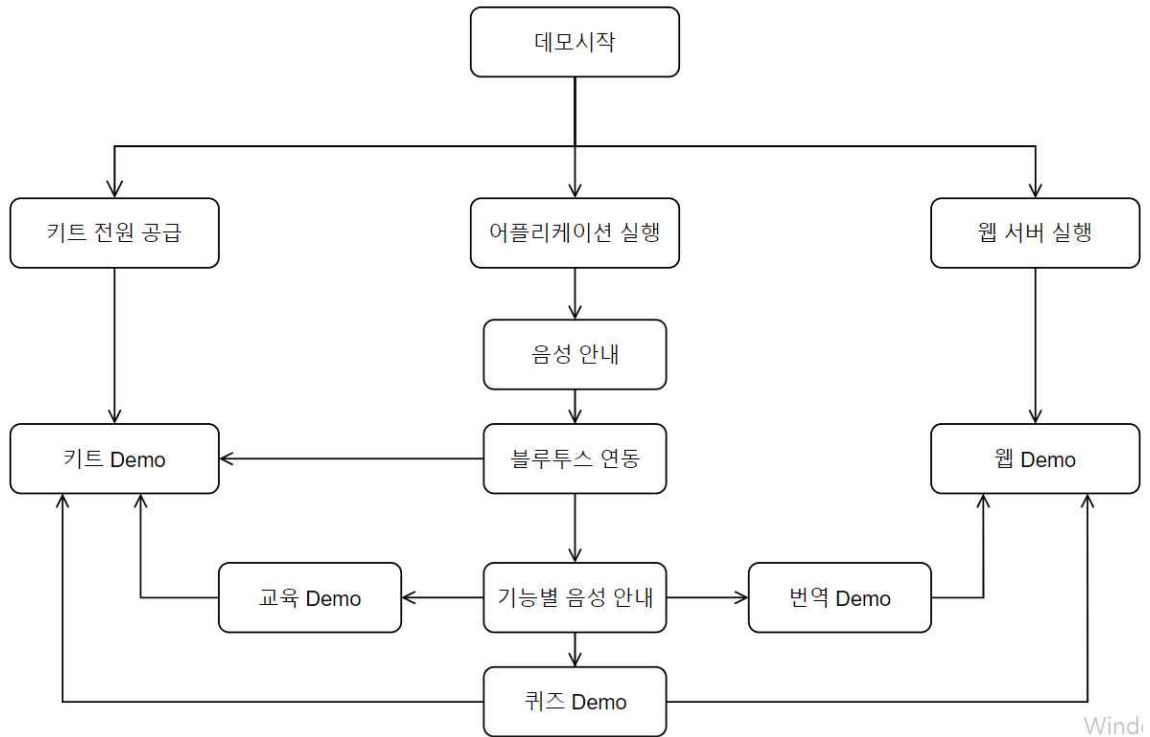 데모시작
키트 전원 공급
어플리케이션 실행
웹 서버 실행
음성 안내
키트 Demo
블루투스 연동
웹 Demo
교육 Demo
기능별 음성 안내
번역 Demo
퀴즈 Demo